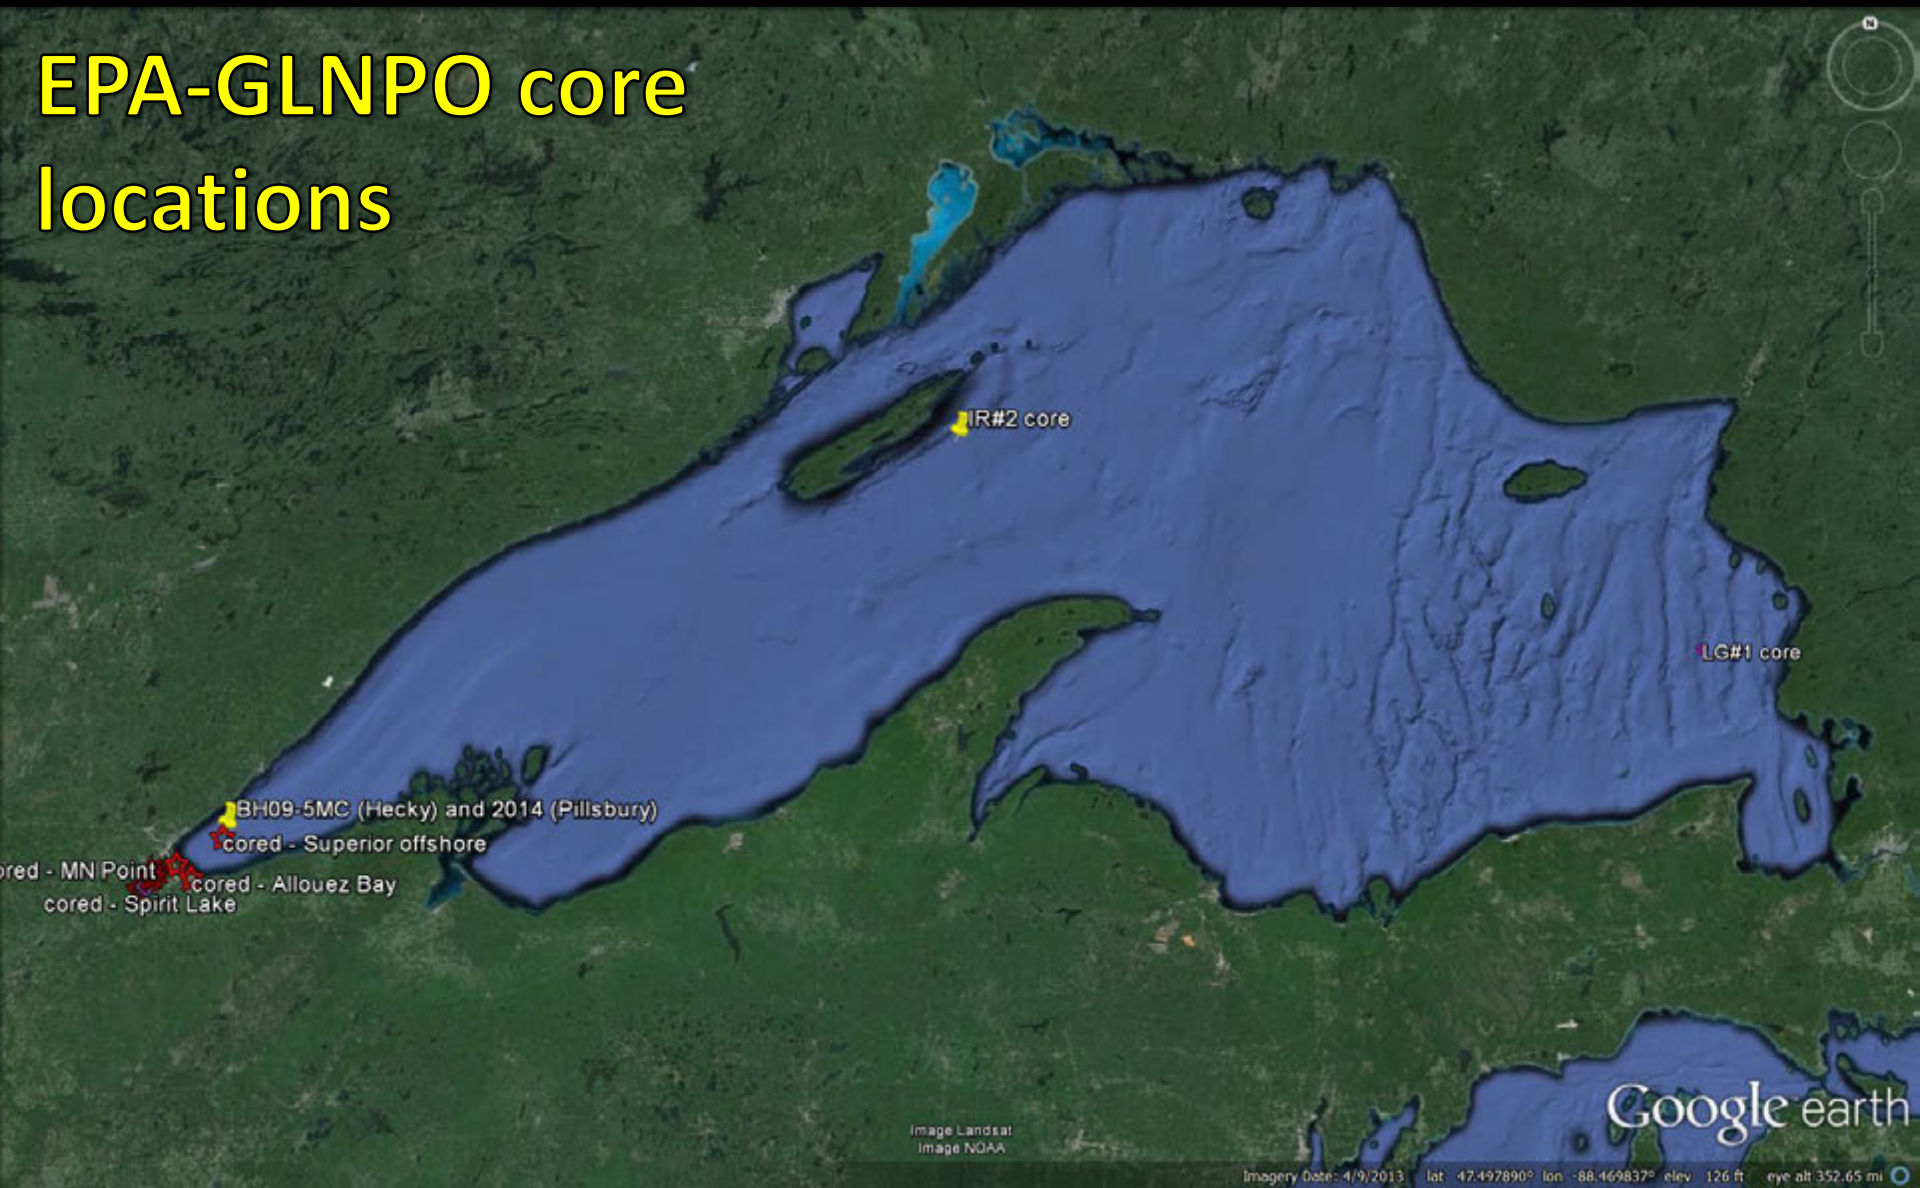 EPA-GLNPO core
locations
N
IR#2 core
LG#1 core
BH09-5MC (Hecky) and 2014 (Pillsbury)
cored - Superior offshore
ored - MN Point
cored - Allouez Bay
cored - Spirit Lake
Google earth
Image Landsat
Image NOAA
Imagery Date: 4/9/2013 lat 47.497890° lon -88.469837° elev 126 ft eye alt 352.65 mi